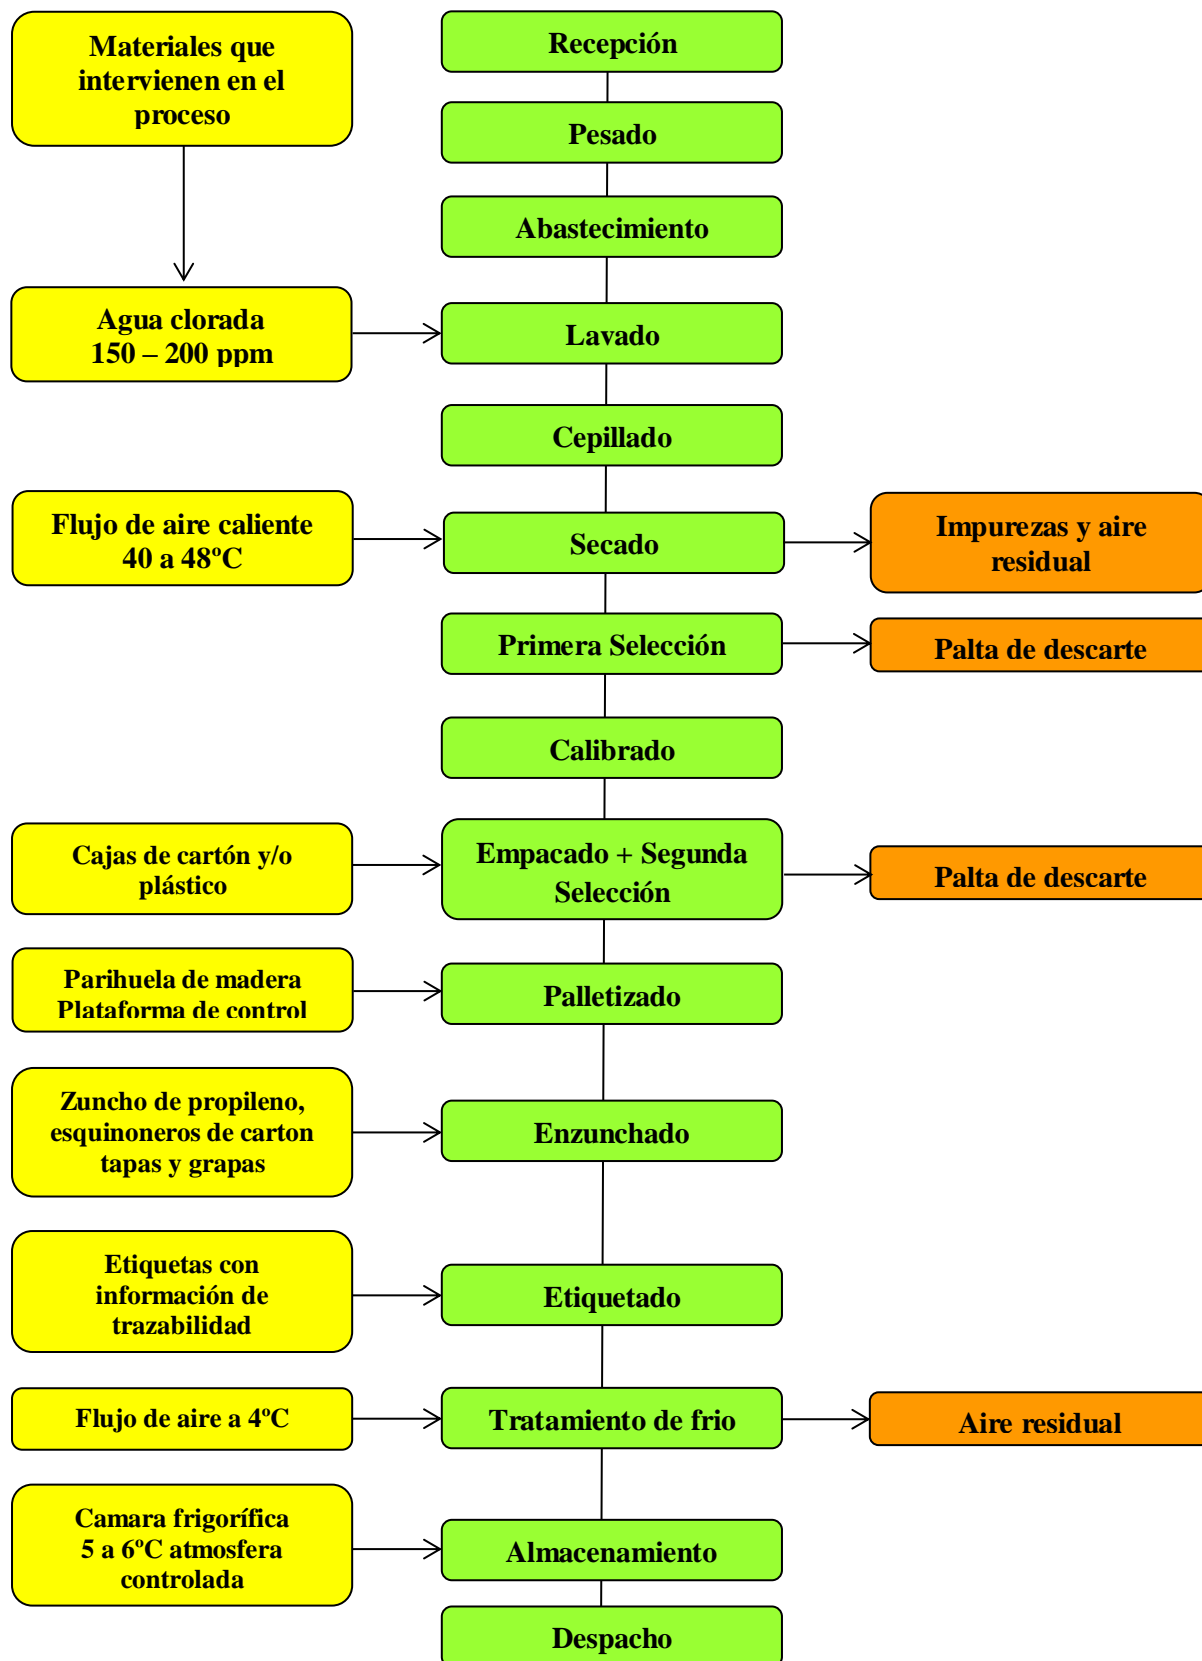 Materiales que
intervienen en el
proceso
Recepción
Pesado
Abastecimiento
Agua clorada
150 – 200 ppm
Lavado
Cepillado
Flujo de aire caliente
40 a 48ºC
Secado
Impurezas y aire
residual
Primera Selección
Palta de descarte
Calibrado
Cajas de cartón y/o
plástico
Empacado + Segunda
Selección
Palta de descarte
Parihuela de madera
Plataforma de control
Palletizado
Zuncho de propileno,
esquinoneros de carton
tapas y grapas
Enzunchado
Etiquetas con
información de
trazabilidad
Etiquetado
Flujo de aire a 4ºC
Tratamiento de frio
Aire residual
Camara frigorífica
5 a 6ºC atmosfera
controlada
Almacenamiento
Despacho